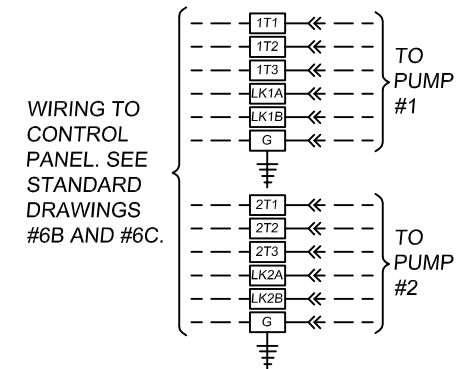 1T1
1T2
1T3
LK1A
LK1B
G
TO
PUMP
#1
WIRING TO
CONTROL
PANEL. SEE
STANDARD
DRAWINGS
#6B AND #6C.
2T1
2T2
2T3
LK2A
LK2B
G
TO
PUMP
#2